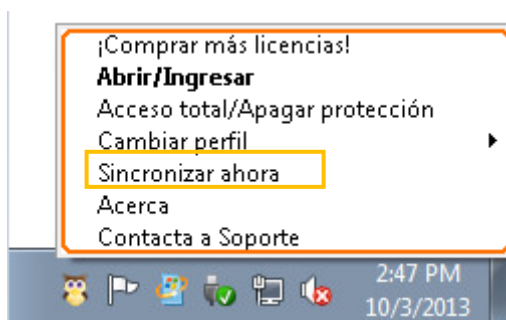 ¡Comprar más licencias!
Abrir/Ingresar
Acceso total/Apagar protección
Cambiar perfil
Sincronizar ahora
Acerca
Contacta a Soporte
2:47 PM
10/3/2013